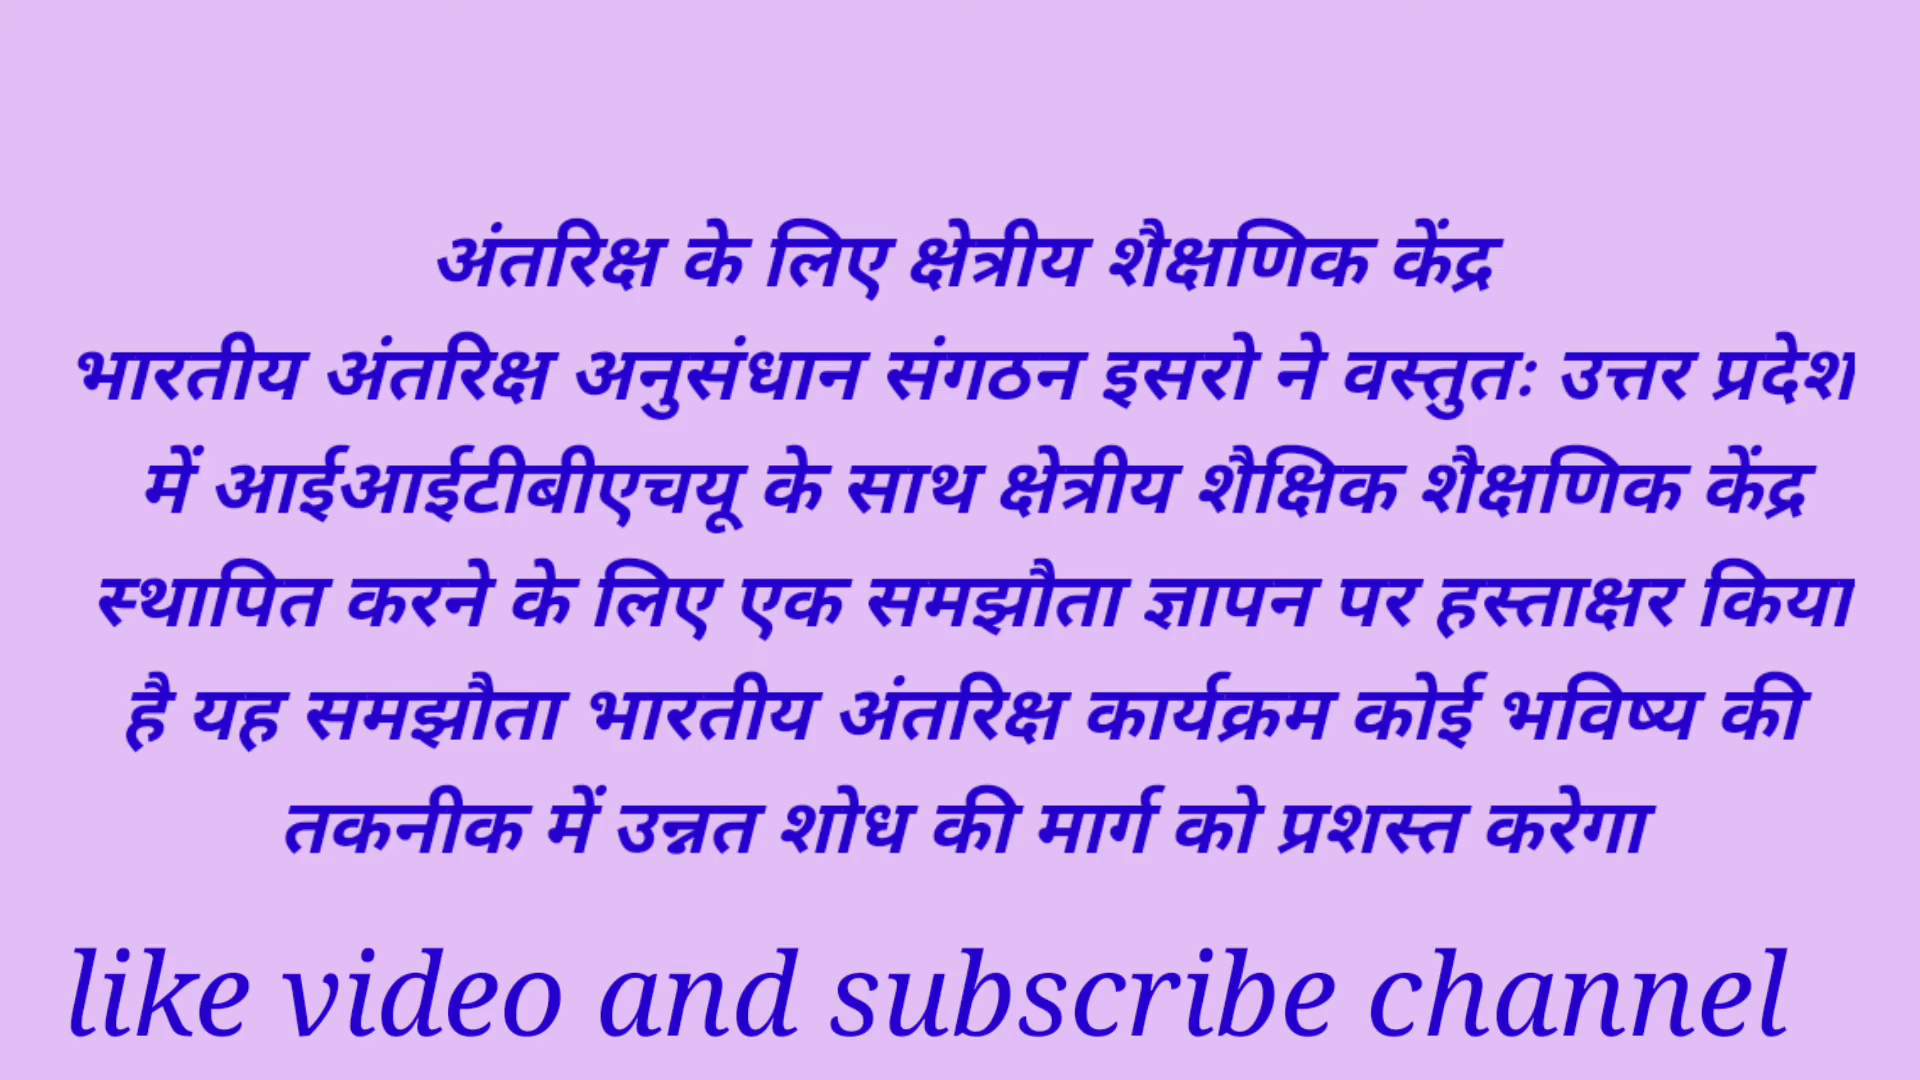 अंतरिक्ष के लिए क्षेत्रीय शैक्षणिक केंद्र
भारतीय अंतरिक्ष अनुसंधान संगठन इसरो ने वस्तुतः उत्तर प्रदेश
में आईआईटीबीएचयू के साथ क्षेत्रीय शैक्षिक शैक्षणिक केंद्र
स्थापित करने के लिए एक समझौता ज्ञापन पर हस्ताक्षर किया
है यह समझौता भारतीय अंतरिक्ष कार्यक्रम कोई भविष्य की
तकनीक में उन्नत शोध की मार्ग को प्रशस्त करेगा
like video and subscribe channel